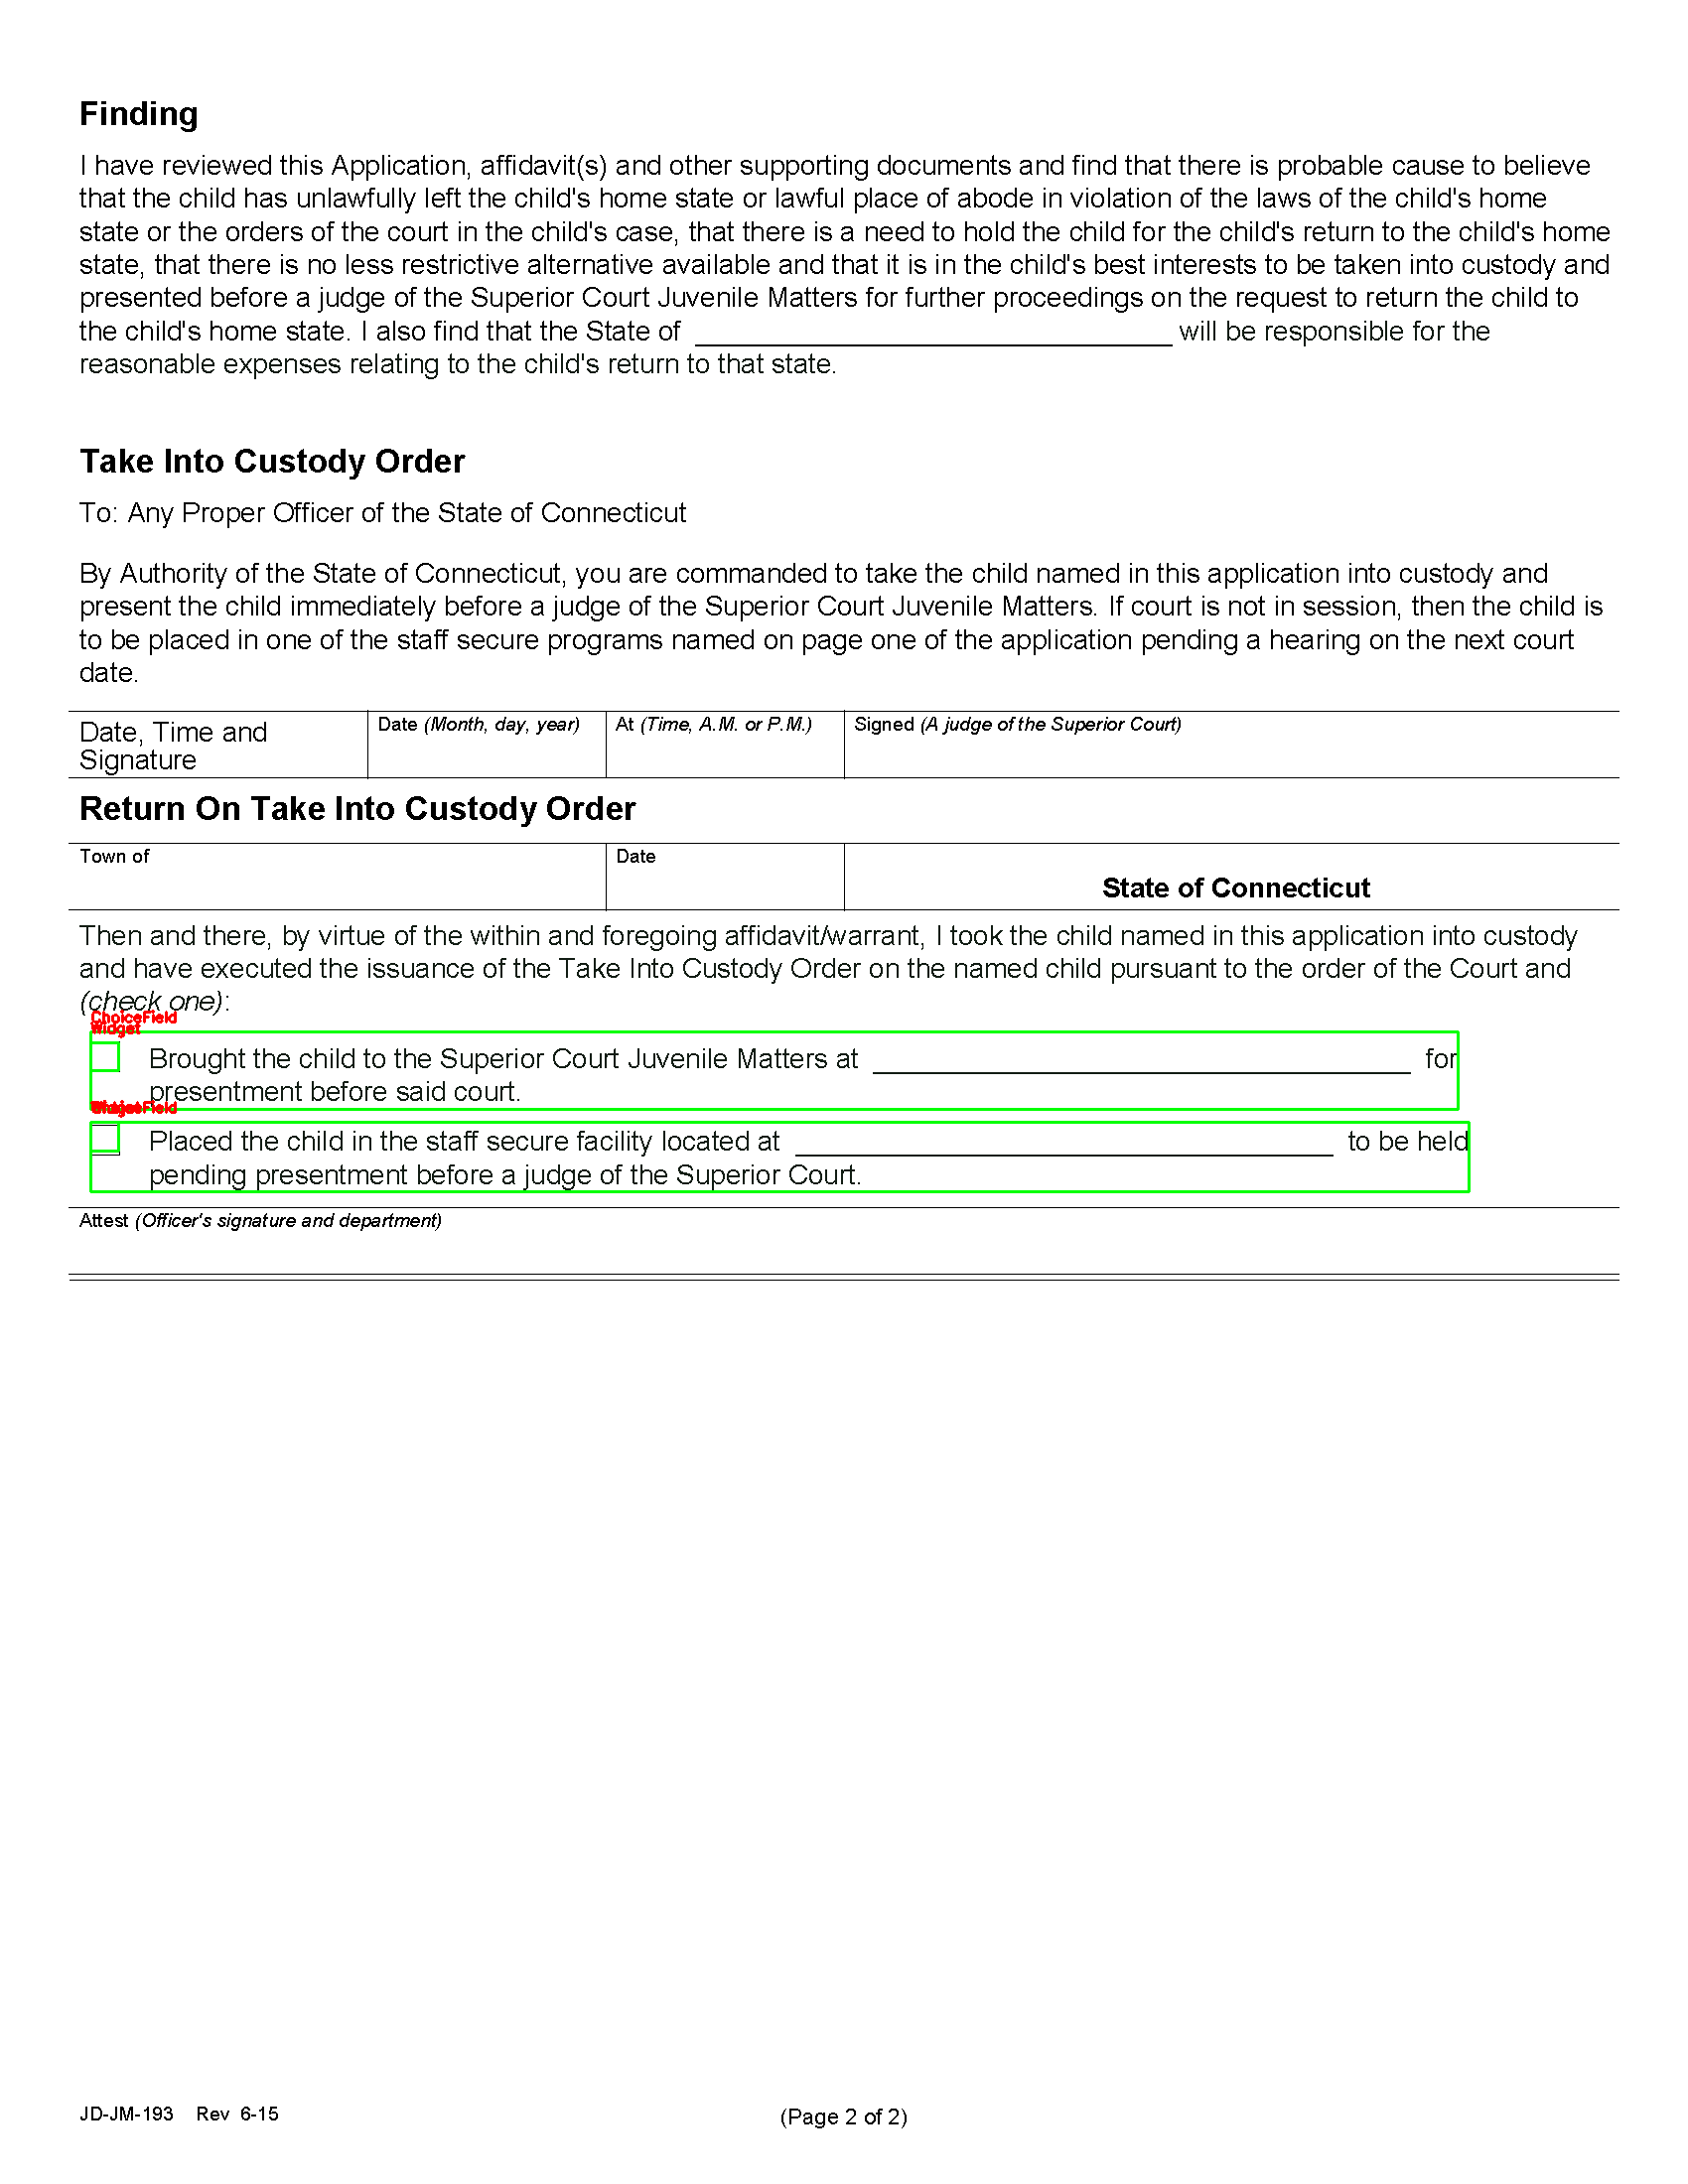 Finding
I have reviewed this Application, affidavit(s) and other supporting documents and find that there is probable cause to believe
that the child has unlawfully left the child's home state or lawful place of abode in violation of the laws of the child's home
state or the orders of the court in the child's case, that there is a need to hold the child for the child's return to the child's home
state, that there is no less restrictive alternative available and that it is in the child's best interests to be taken into custody and
presented before a judge of the Superior Court Juvenile Matters for further proceedings on the request to return the child to
the child's home state. I also find that the State of will be responsible for the
reasonable expenses relating to the child's return to that state.
Take Into Custody Order
To: Any Proper Officer of the State of Connecticut
By Authority of the State of Connecticut, you are commanded to take the child named in this application into custody and
present the child immediately before a judge of the Superior Court Juvenile Matters. If court is not in session, then the child is
to be placed in one of the staff secure programs named on page one of the application pending a hearing on the next court
date.
Date, Time and
Signature
Date (Month, day, year)
At (Time, A.M. or P.M.)
Signed (A judge of the Superior Court)
Return On Take Into Custody Order
Town of
Date
State of Connecticut
Then and there, by virtue of the within and foregoing affidavit/warrant, I took the child named in this application into custody
and have executed the issuance of the Take Into Custody Order on the named child pursuant to the order of the Court and
(check one):
ChoiceField
Widget
Brought the child to the Superior Court Juvenile Matters at for
presentment before said court.
Placed the child in the staff secure facility located at to be held
pending presentment before a judge of the Superior Court.
Attest (Officer's signature and department)
JD-JM-193 Rev 6-15
(Page 2 of 2)